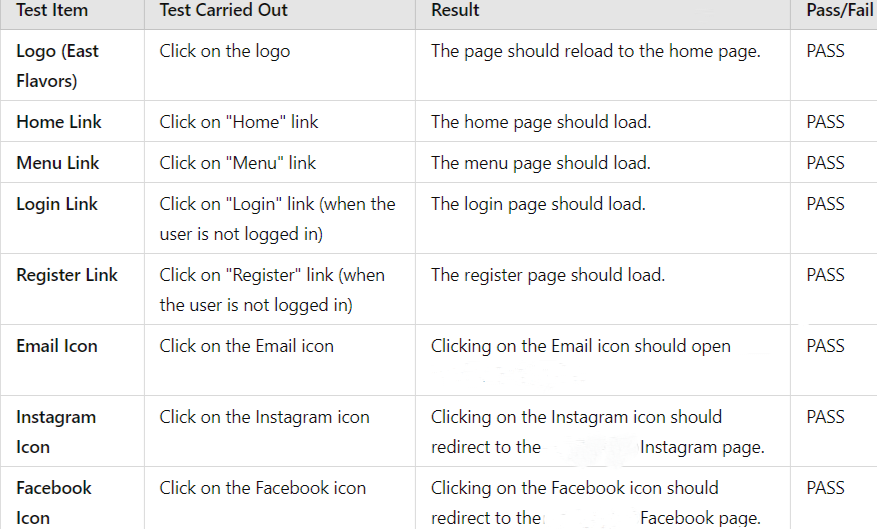 Test Item Test Carried Out Result Pass/Fail
Logo (East Click on the logo The page should reload to the home page. PASS
Flavors)
Home Link Click on "Home" link The home page should load. PASS
Menu Link Click on "Menu" link The menu page should load. PASS
Login Link Click on "Login" link (when the The login page should load. PASS
user is not logged in)
Register Link Click on "Register" link (when The register page should load. PASS
the user is not logged in)
Email Icon Click on the Email icon Clicking on the Email icon should open PASS
Instagram Click on the Instagram icon Clicking on the Instagram icon should PASS
Icon redirect to the Instagram page.
Facebook Click on the Facebook icon Clicking on the Facebook icon should PASS
Icon redirect to the Facebook page.